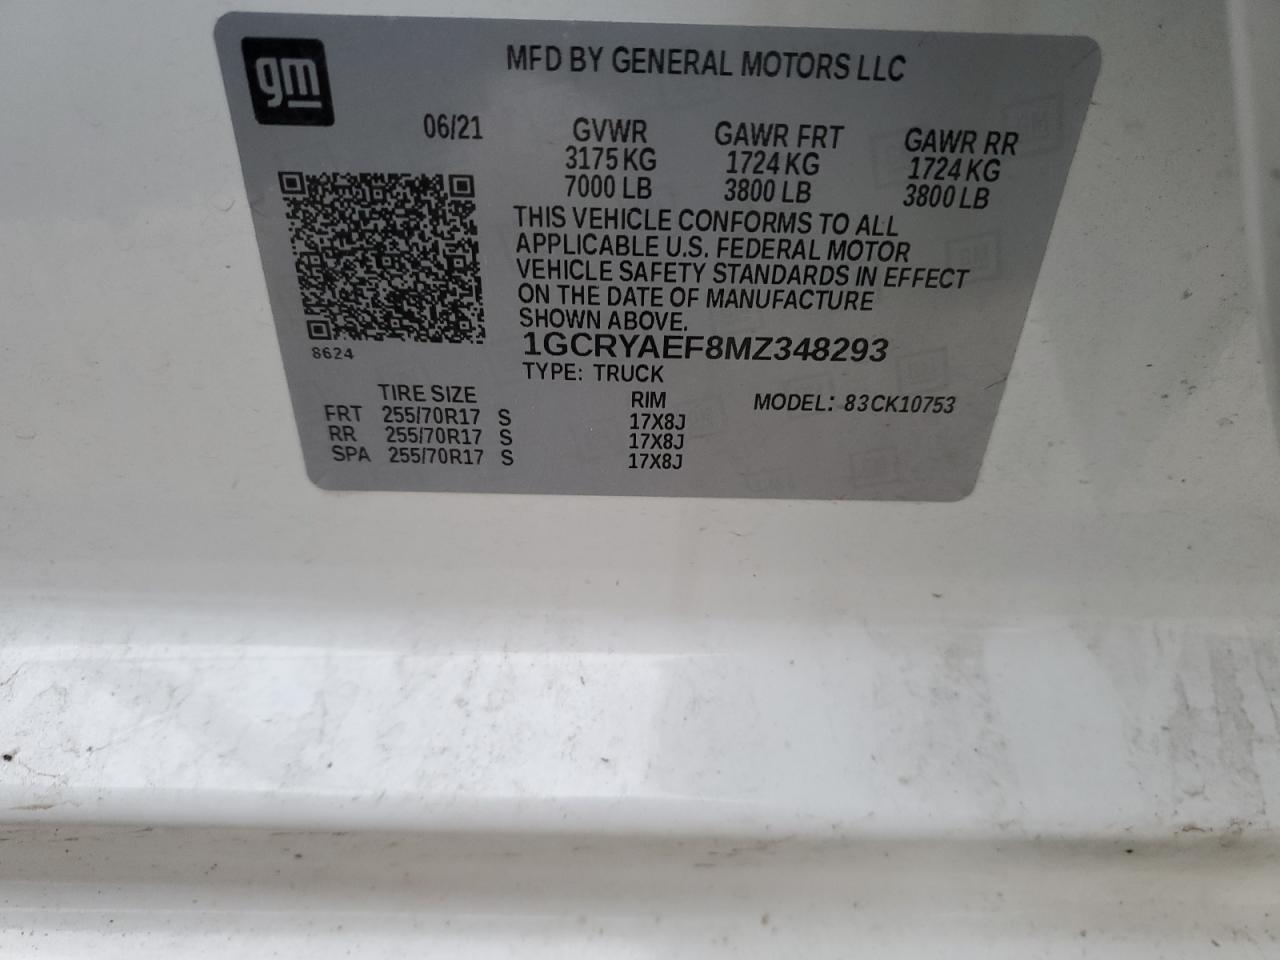 gm
MFD BY GENERAL MOTORS LLC
06/21 GVWR GAWR FRT GAWR RR
3175 KG 1724 KG 1724 KG
7000 LB 3800 LB 3800 LB
THIS VEHICLE CONFORMS TO ALL
APPLICABLE U.S. FEDERAL MOTOR
VEHICLE SAFETY STANDARDS IN EFFECT
ON THE DATE OF MANUFACTURE
SHOWN ABOVE.
8624
1GCRYAEF8MZ348293
TYPE: TRUCK
TIRE SIZE RIM MODEL: 83CK10753
FRT 255/70R17 S 17X8J
RR 255/70R17 S 17X8J
SPA 255/70R17 S 17X8J